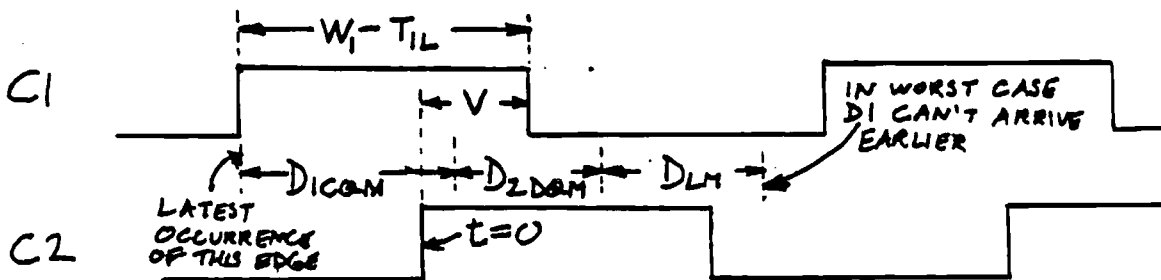 W₁ - T₁L
C1
V
IN WORST CASE
D1 CAN'T ARRIVE
EARLIER
D1CQM
D2DQM
DLM
LATEST
OCCURRENCE
OF THIS EDGE
t=0
C2